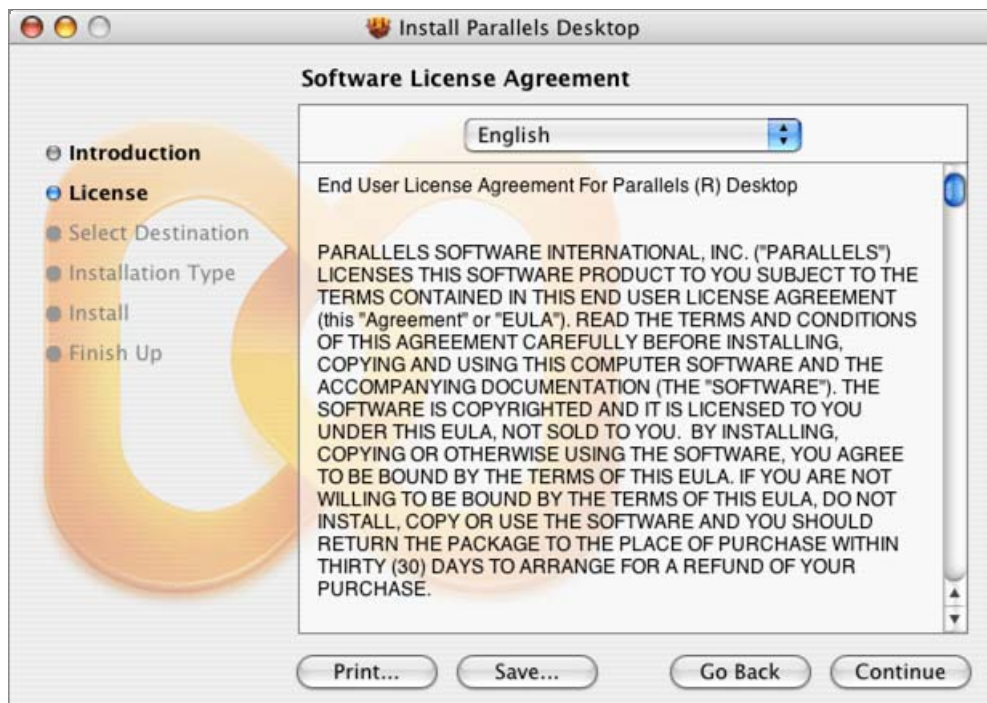 Install Parallels Desktop
Software License Agreement
Introduction
License
Select Destination
Installation Type
Install
Finish Up
English
End User License Agreement For Parallels (R) Desktop
PARALLELS SOFTWARE INTERNATIONAL, INC. ("PARALLELS")
LICENSES THIS SOFTWARE PRODUCT TO YOU SUBJECT TO THE
TERMS CONTAINED IN THIS END USER LICENSE AGREEMENT
(this "Agreement" or "EULA"). READ THE TERMS AND CONDITIONS
OF THIS AGREEMENT CAREFULLY BEFORE INSTALLING,
COPYING AND USING THIS COMPUTER SOFTWARE AND THE
ACCOMPANYING DOCUMENTATION (THE "SOFTWARE"). THE
SOFTWARE IS COPYRIGHTED AND IT IS LICENSED TO YOU
UNDER THIS EULA, NOT SOLD TO YOU.  BY INSTALLING,
COPYING OR OTHERWISE USING THE SOFTWARE, YOU AGREE
TO BE BOUND BY THE TERMS OF THIS EULA. IF YOU ARE NOT
WILLING TO BE BOUND BY THE TERMS OF THIS EULA, DO NOT
INSTALL, COPY OR USE THE SOFTWARE AND YOU SHOULD
RETURN THE PACKAGE TO THE PLACE OF PURCHASE WITHIN
THIRTY (30) DAYS TO ARRANGE FOR A REFUND OF YOUR
PURCHASE.
Print...
Save...
Go Back
Continue